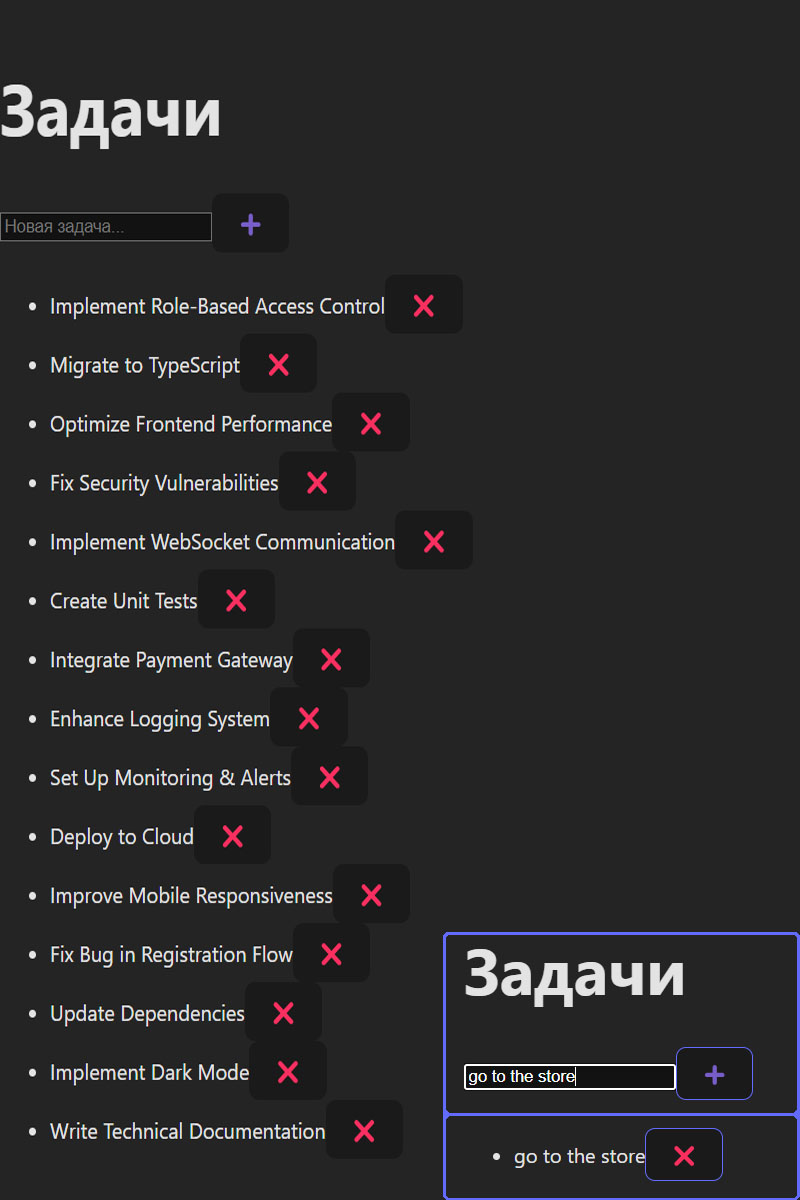 Задачи
Новая задача...
Implement Role-Based Access Control
Migrate to TypeScript
Optimize Frontend Performance
Fix Security Vulnerabilities
Implement WebSocket Communication
Create Unit Tests
Integrate Payment Gateway
Enhance Logging System
Set Up Monitoring & Alerts
Deploy to Cloud
Improve Mobile Responsiveness
Fix Bug in Registration Flow
Update Dependencies
Implement Dark Mode
Write Technical Documentation
Задачи
go to the store
go to the store